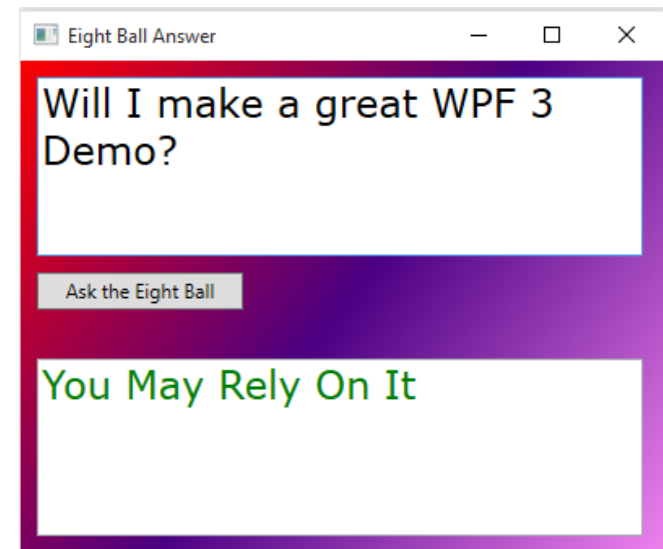 Eight Ball Answer
Will I make a great WPF 3
Demo?
Ask the Eight Ball
You May Rely On It